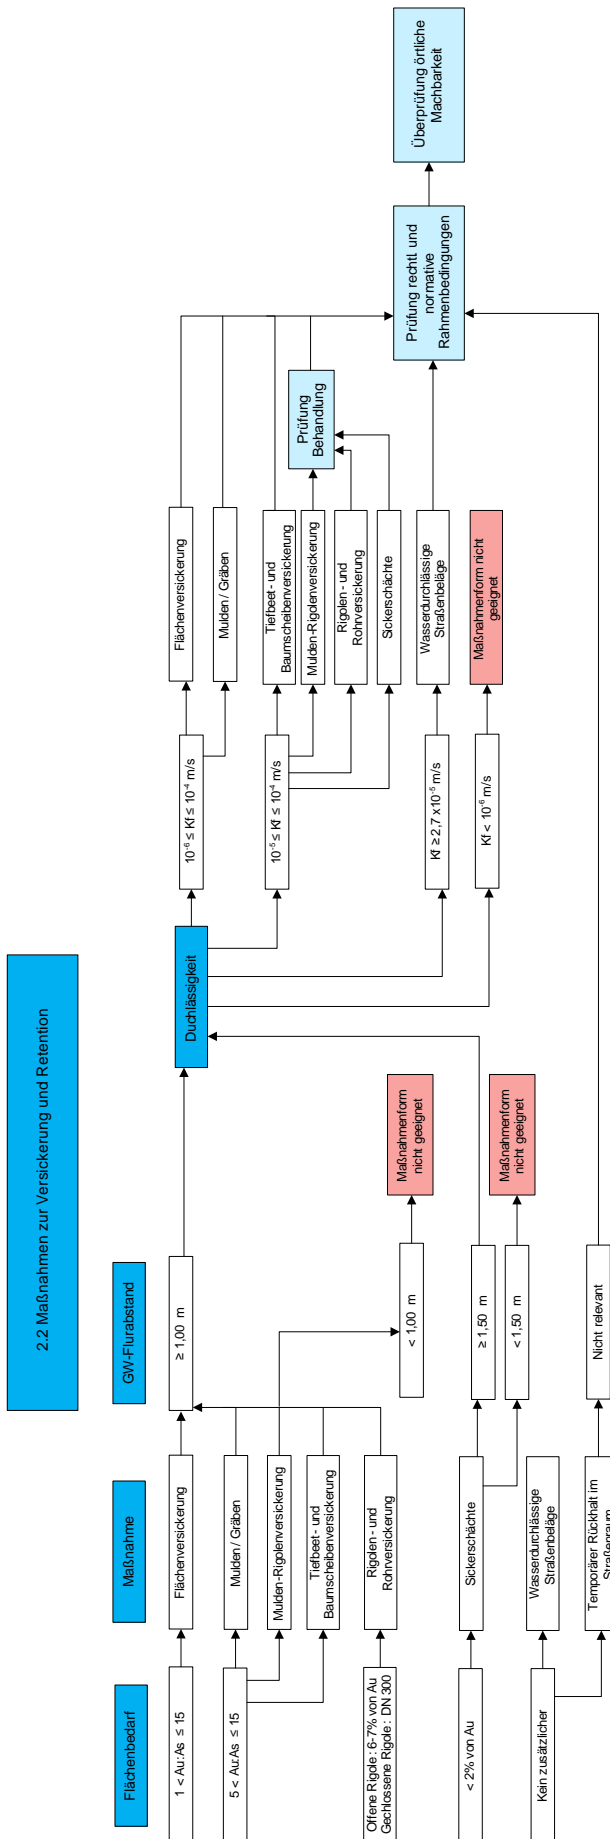 2.2 Maßnahmen zur Versickerung und Retention
Flächenbedarf
Maßnahme
GW-Flurabstand
1 < Au:As ≤ 15
Flächenversickerung
≥ 1,00 m
Duchlässigkeit
10⁻⁶ ≤ Kf ≤ 10⁻⁴ m/s
Flächenversickerung
5 < Au:As ≤ 15
Mulden / Gräben
Mulden / Gräben
Mulden-Rigolenversickerung
Tiefbeet- und
Baumscheibenversickerung
10⁻⁵ ≤ Kf ≤ 10⁻⁴ m/s
Tiefbeet- und
Baumscheibenversickerung
Mulden-Rigolenversickerung
Prüfung
Behandlung
Offene Rigole: 6-7% von Au
Gechlossene Rigole: DN 300
Rigolen- und
Rohrversickerung
Rigolen- und
Rohrversickerung
Sickerschächte
< 1,00 m
Maßnahmenform
nicht geeignet
Kf ≥ 2,7 x10⁻⁵ m/s
Wasserdurchlässige
Straßenbeläge
Prüfung rechtl. und
normative
Rahmenbedingungen
Überprüfung örtliche
Machbarkeit
< 2% von Au
Sickerschächte
≥ 1,50 m
< 1,50 m
Maßnahmenform
nicht geeignet
Kf < 10⁻⁶ m/s
Maßnahmenform nicht
geeignet
Kein zusätzlicher
Wasserdurchlässige
Straßenbeläge
Temporärer Rückhalt im
Straßenraum
Nicht relevant